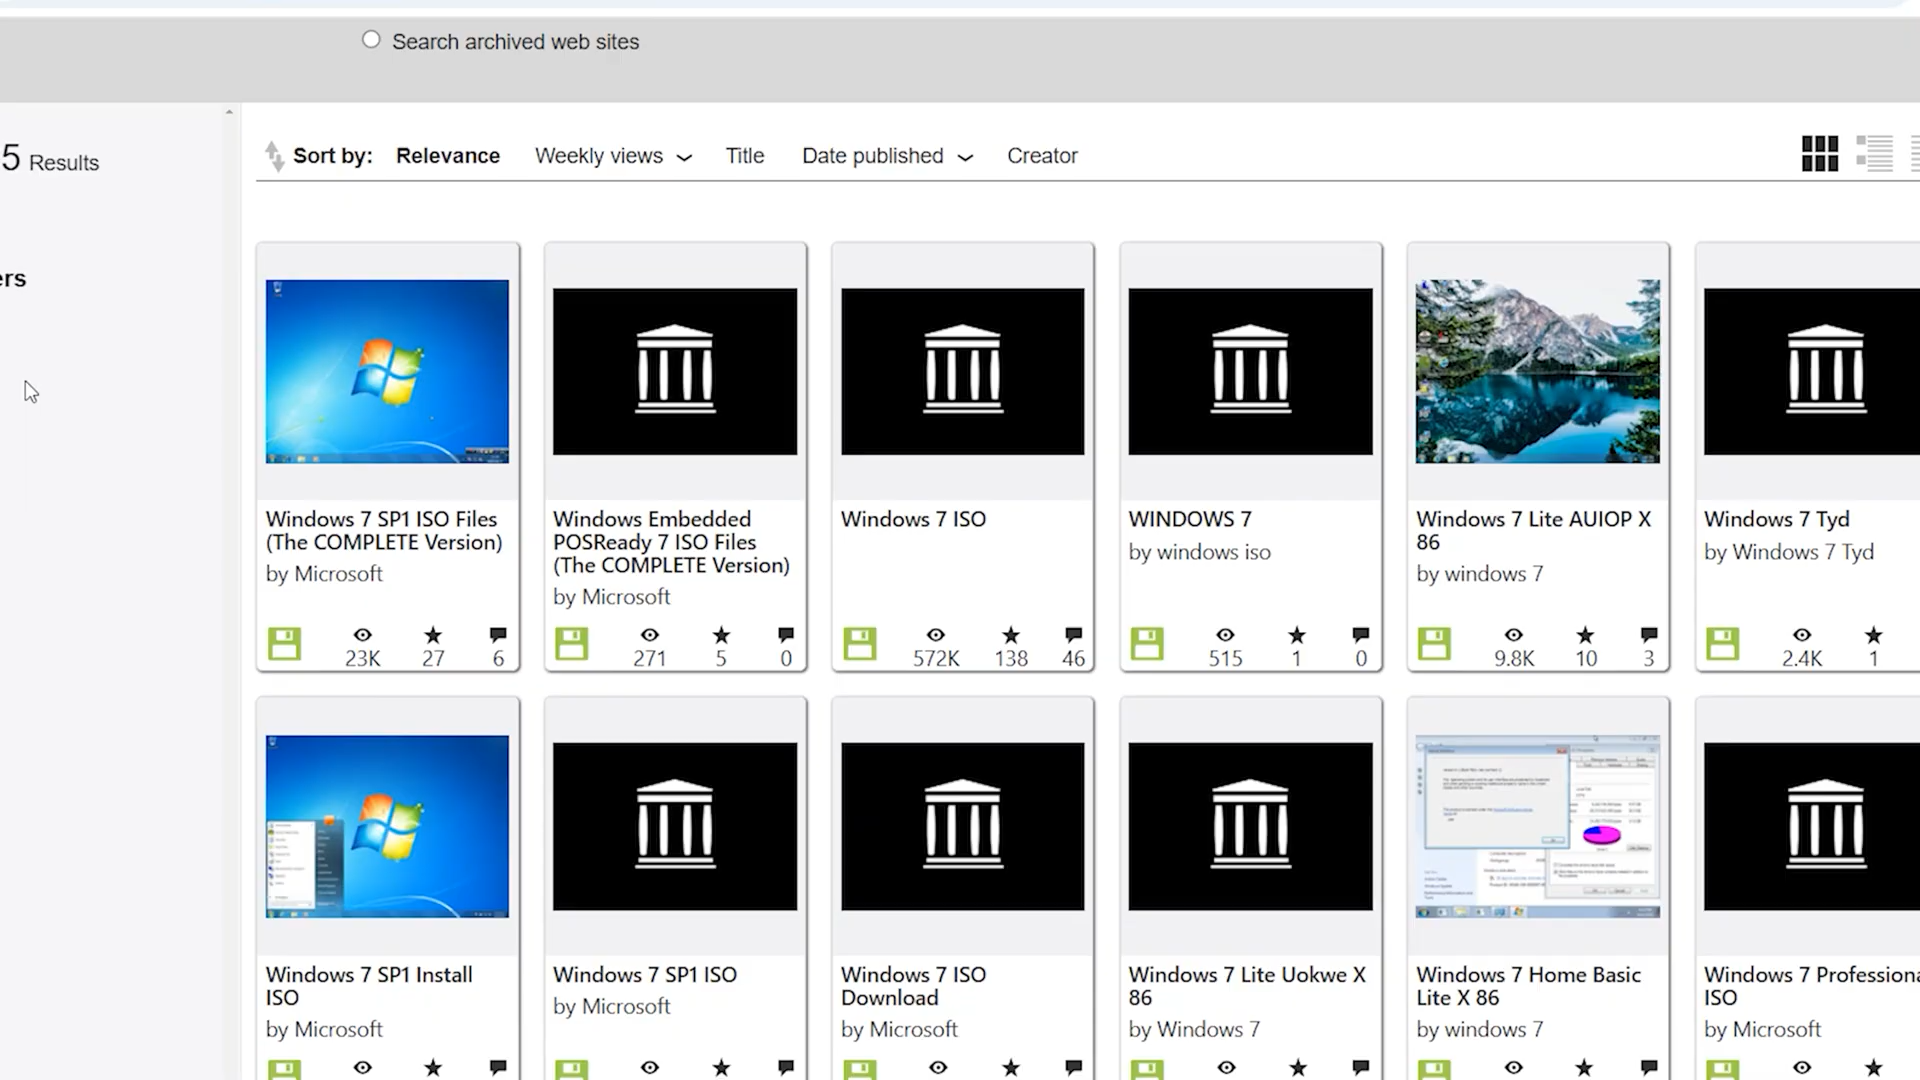 Search archived web sites
5 Results
Sort by: Relevance Weekly views Title Date published Creator
ers
Windows 7 SP1 ISO Files
(The COMPLETE Version)
by Microsoft
23K 27 6
Windows Embedded
POSReady 7 ISO Files
(The COMPLETE Version)
by Microsoft
271 5 0
Windows 7 ISO
572K 138 46
WINDOWS 7
by windows iso
515 1 0
Windows 7 Lite AUIOP X
86
by windows 7
9.8K 10 3
Windows 7 Tyd
by Windows 7 Tyd
2.4K 1
Windows 7 SP1 Install
ISO
by Microsoft
Windows 7 SP1 ISO
by Microsoft
Windows 7 ISO
Download
by Microsoft
Windows 7 Lite Uokwe X
86
by Windows 7
Windows 7 Home Basic
Lite X 86
by windows 7
Windows 7 Professiona
ISO
by Microsoft